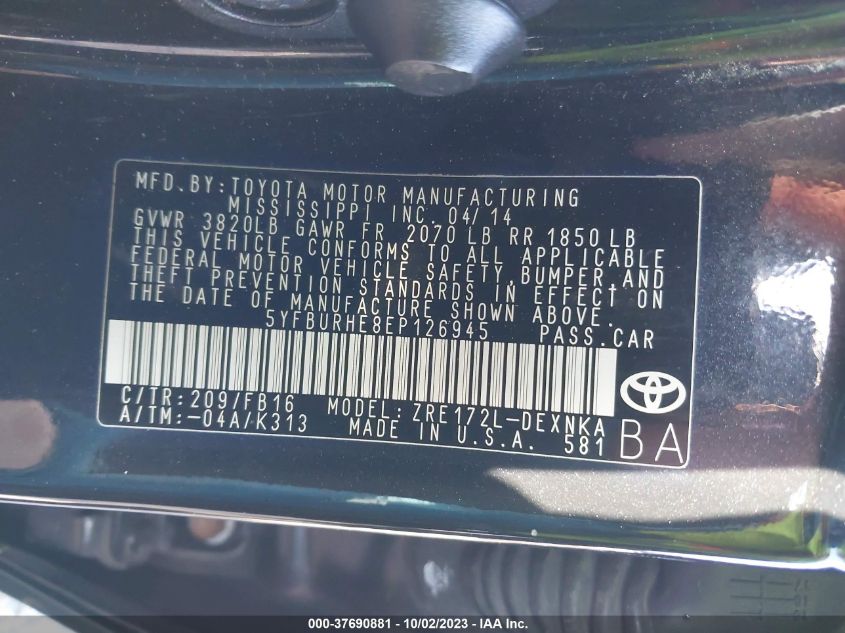 MFD.BY:TOYOTA MOTOR MANUFACTURING
MISSISSIPPI INC. 04/14
GVWR 3820LB GAWR FR 2070 LB RR 1850 LB
THIS VEHICLE CONFORMS TO ALL APPLICABLE
FEDERAL MOTOR VEHICLE SAFETY,BUMPER,AND
THEFT PREVENTION STANDARDS IN EFFECT ON
THE DATE OF MANUFACTURE SHOWN ABOVE.
5YFBURHE8EP126945 PASS.CAR
C/TR:209/FB16 MODEL:ZRE172L-DEXNKA
A/TM:-04A/K313 MADE IN U.S.A. 581
BA
000-37690881 - 10/02/2023 - IAA Inc.